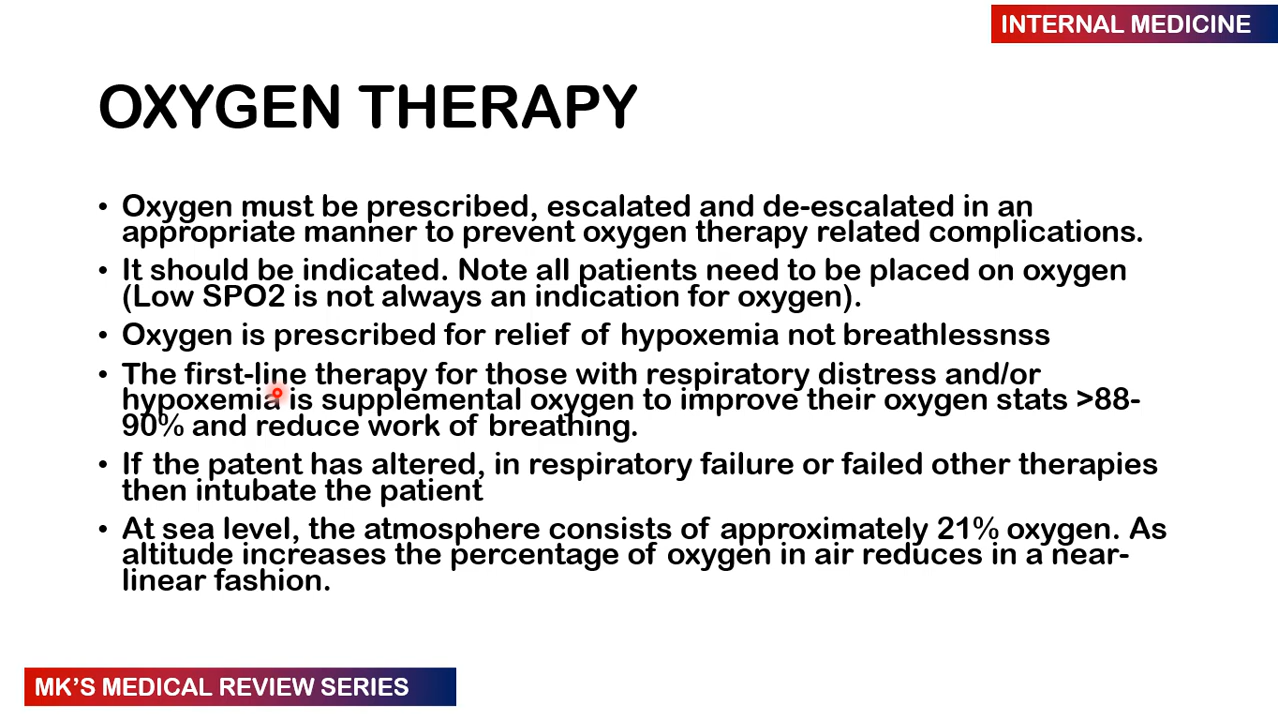 INTERNAL MEDICINE
OXYGEN THERAPY
• Oxygen must be prescribed, escalated and de-escalated in an
appropriate manner to prevent oxygen therapy related complications.
• It should be indicated. Note all patients need to be placed on oxygen
(Low SPO2 is not always an indication for oxygen).
• Oxygen is prescribed for relief of hypoxemia not breathlessnss
• The first-line therapy for those with respiratory distress and/or
hypoxemia is supplemental oxygen to improve their oxygen stats >88-
90% and reduce work of breathing.
• If the patent has altered, in respiratory failure or failed other therapies
then intubate the patient
• At sea level, the atmosphere consists of approximately 21% oxygen. As
altitude increases the percentage of oxygen in air reduces in a near-
linear fashion.
MK'S MEDICAL REVIEW SERIES